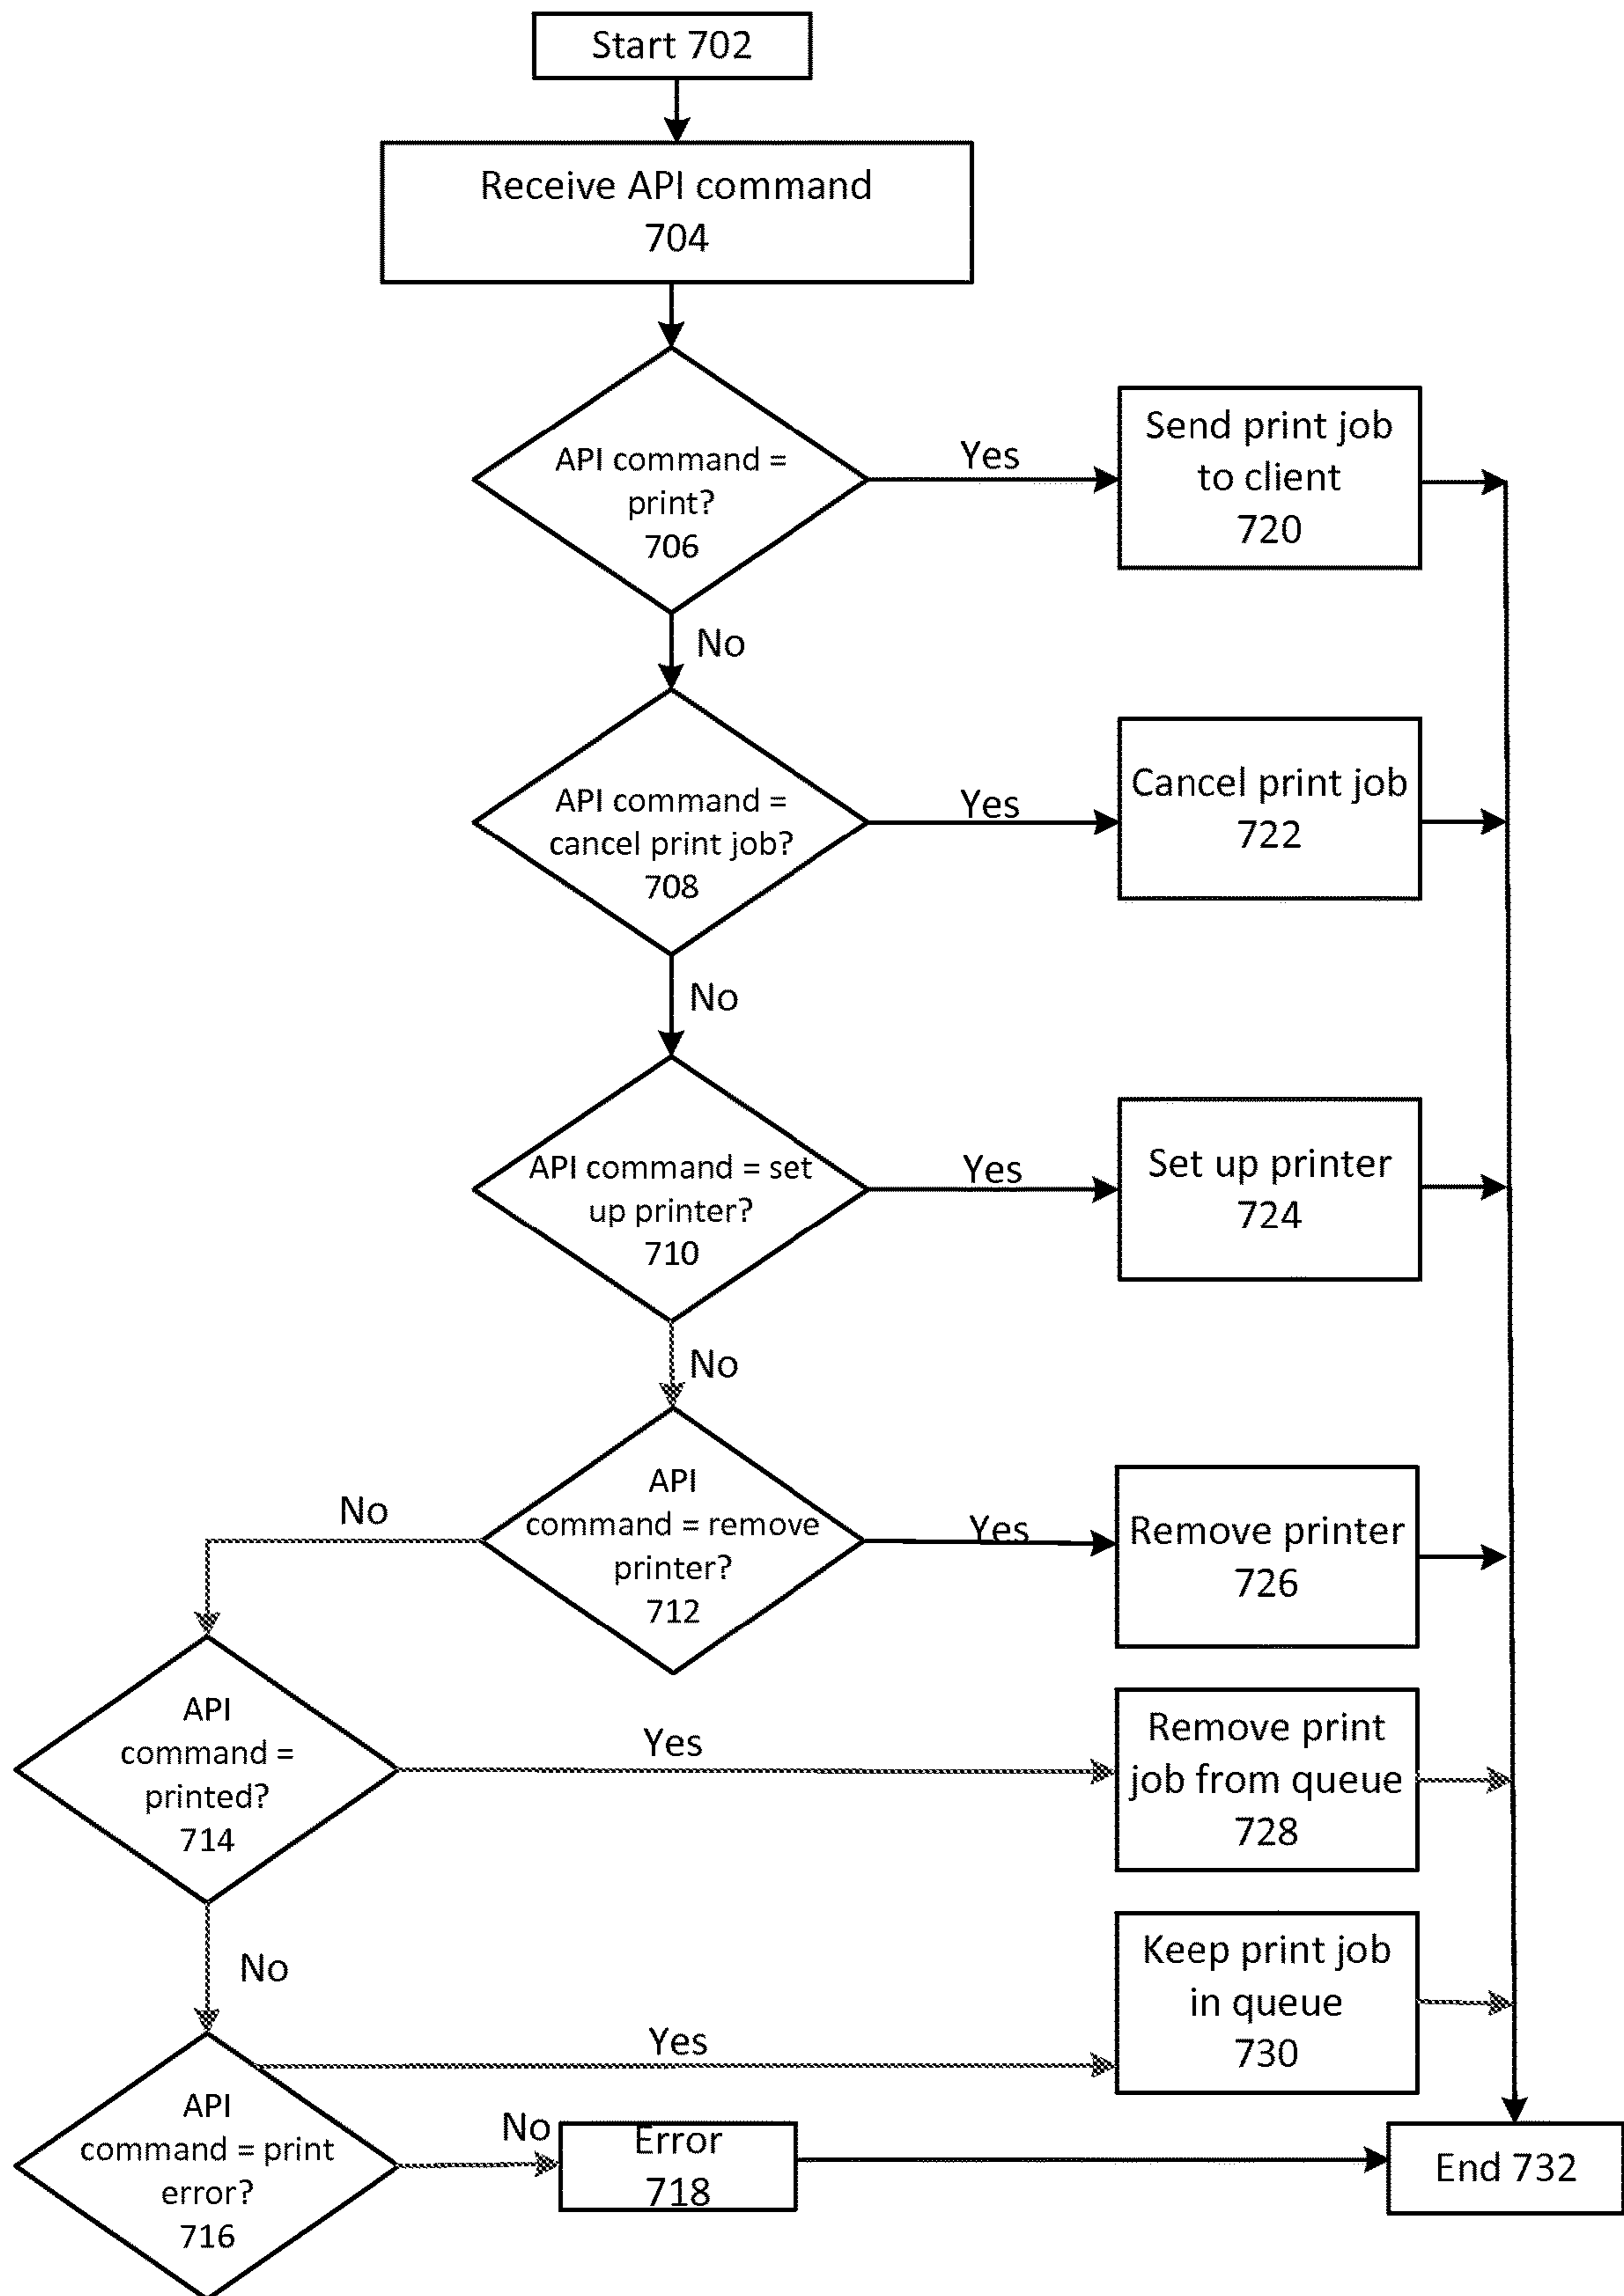 Start 702
Receive API command
704
API command =
print?
706
Yes
Send print job
to client
720
No
API command =
cancel print job?
708
Yes
Cancel print job
722
No
API command = set
up printer?
710
Yes
Set up printer
724
No
API
command = remove
printer?
712
Yes
Remove printer
726
No
API
command =
printed?
714
Yes
Remove print
job from queue
728
No
API
command = print
error?
716
Yes
Keep print job
in queue
730
No
Error
718
End 732